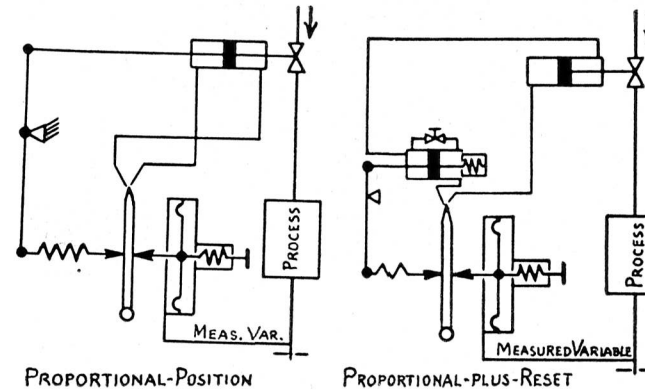 PROCESS
MEAS. VAR.
PROPORTIONAL-POSITION
PROCESS
MEASURED VARIABLE
PROPORTIONAL-PLUS-RESET